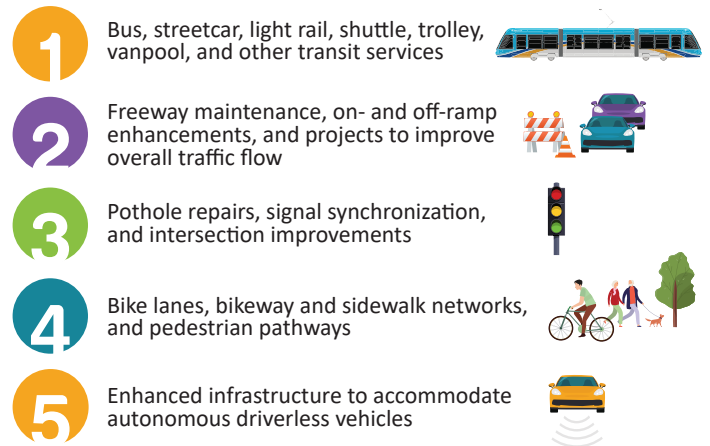 1
Bus, streetcar, light rail, shuttle, trolley,
vanpool, and other transit services
2
Freeway maintenance, on- and off-ramp
enhancements, and projects to improve
overall traffic flow
3
Pothole repairs, signal synchronization,
and intersection improvements
4
Bike lanes, bikeway and sidewalk networks,
and pedestrian pathways
5
Enhanced infrastructure to accommodate
autonomous driverless vehicles